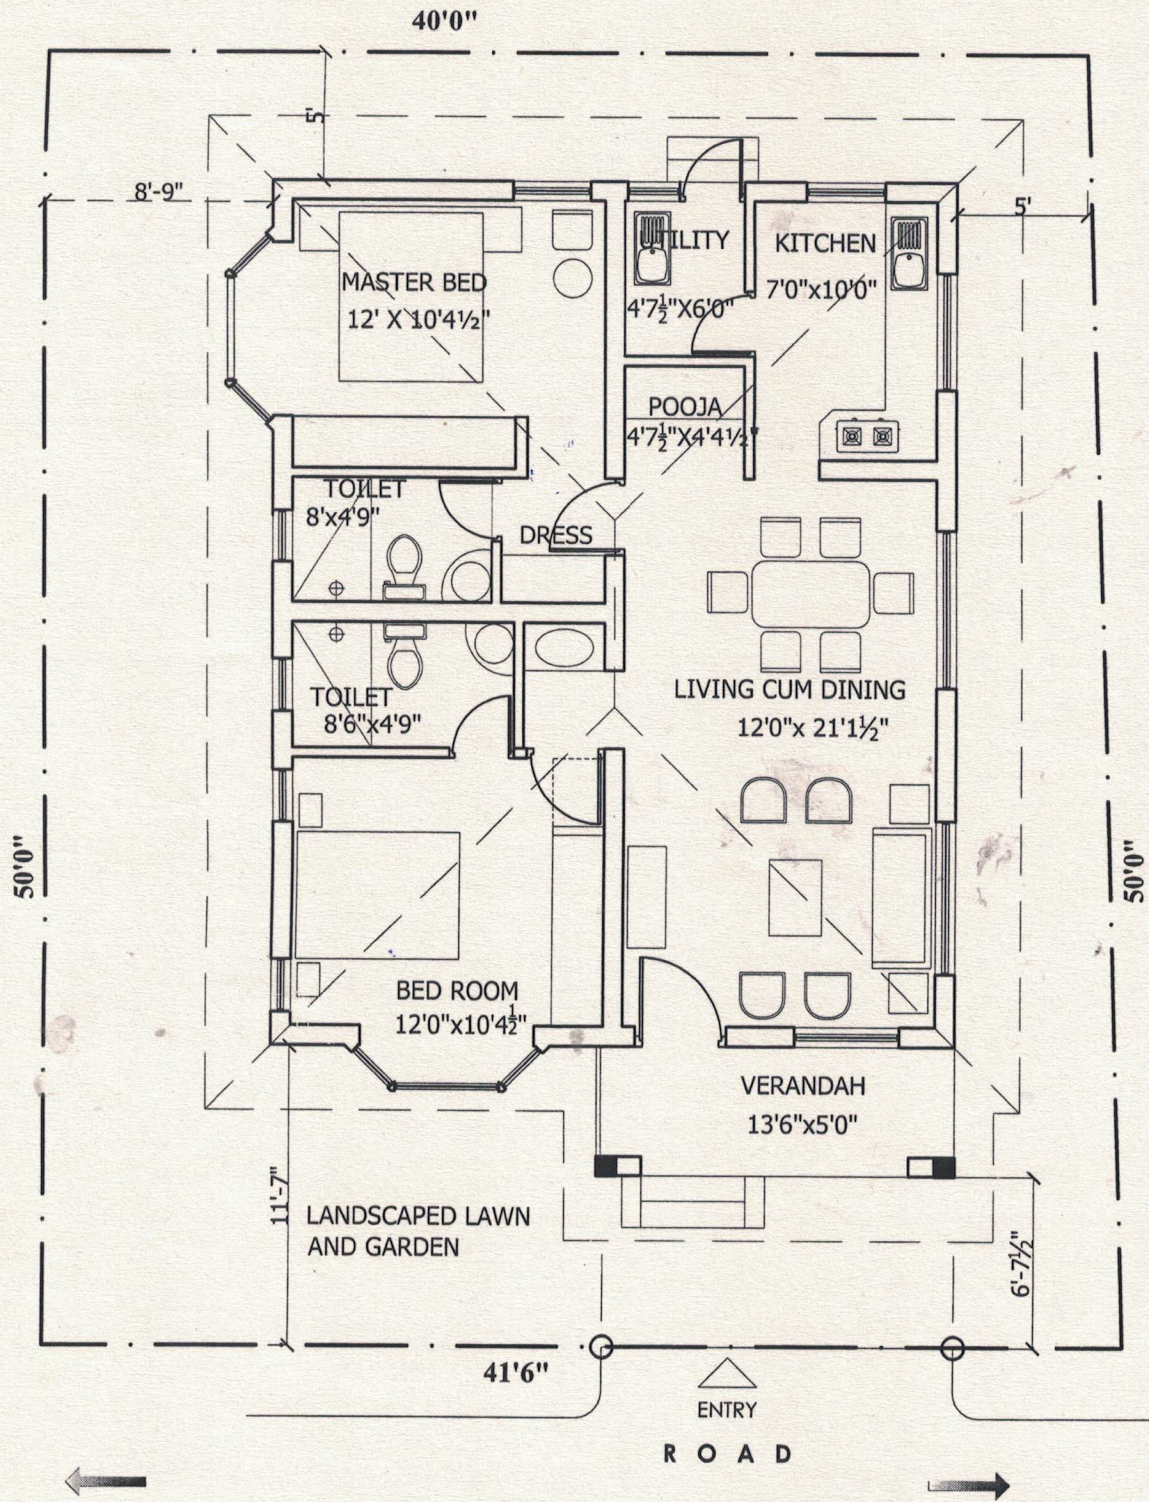 40'0"
5'
8'-9"
5'
MASTER BED
12' X 10'4½"
TILITY
4'7½"X6'0"
KITCHEN
7'0"x10'0"
POOJA
4'7½"X4'4½"
TOILET
8'x4'9"
DRESS
LIVING CUM DINING
12'0"x 21'1½"
TOILET
8'6"x4'9"
50'0"
50'0"
BED ROOM
12'0"x10'4½"
VERANDAH
13'6"x5'0"
11'-7"
LANDSCAPED LAWN
AND GARDEN
6'-7½"
41'6"
ENTRY
ROAD